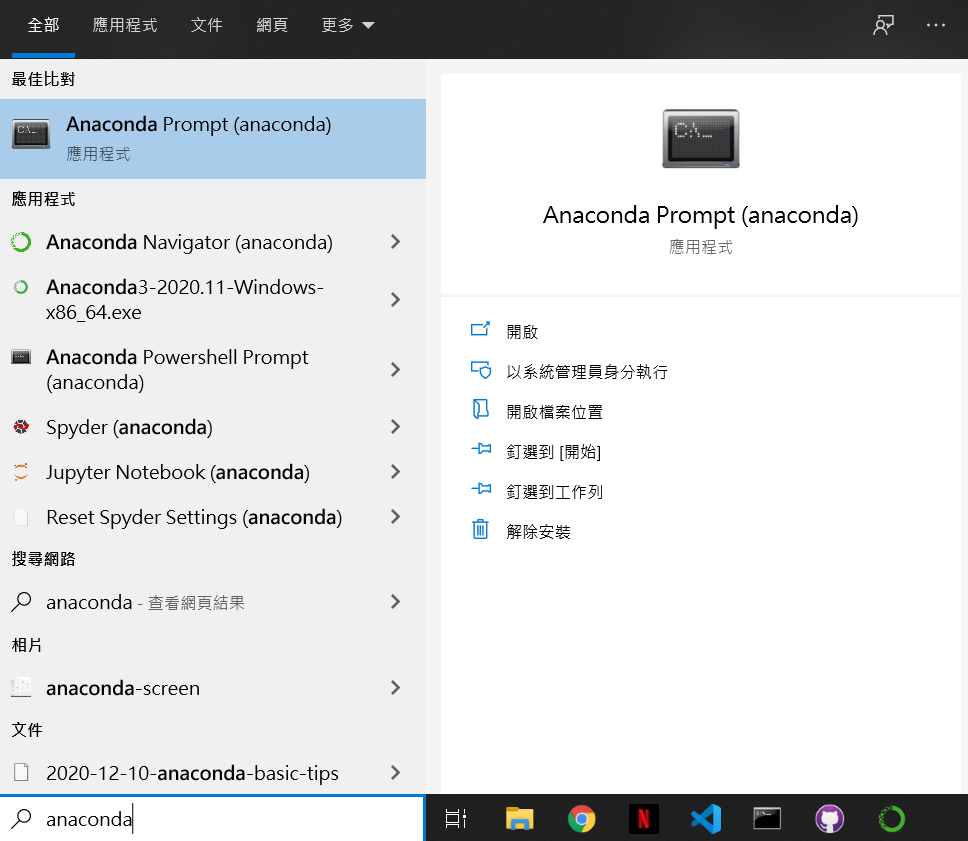 全部 應用程式 文件 網頁 更多
最佳比對
Anaconda Prompt (anaconda)
應用程式
應用程式
Anaconda Navigator (anaconda)
Anaconda3-2020.11-Windows-
x86_64.exe
Anaconda Powershell Prompt
(anaconda)
Spyder (anaconda)
Jupyter Notebook (anaconda)
Reset Spyder Settings (anaconda)
搜尋網路
anaconda - 查看網頁結果
相片
anaconda-screen
文件
2020-12-10-anaconda-basic-tips
anaconda
C:\_
Anaconda Prompt (anaconda)
應用程式
開啟
以系統管理員身分執行
開啟檔案位置
釘選到 [開始]
釘選到工作列
解除安裝